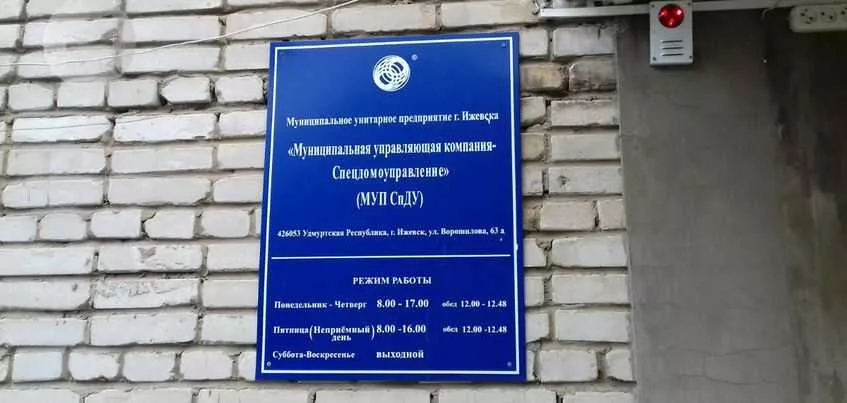 Муниципальное унитарное предприятие г. Ижевска
«Муниципальная управляющая компания-
Спецдомоуправление»
(МУП СпДУ)
426053 Удмуртская Республика, г. Ижевск, ул. Ворошилова, 63 а
РЕЖИМ РАБОТЫ
Понедельник - Четверг 8.00 - 17.00 обед 12.00 - 12.48
Пятница (Неприёмный день) 8.00 -16.00 обед 12.00 -12.48
Суббота-Воскресенье выходной